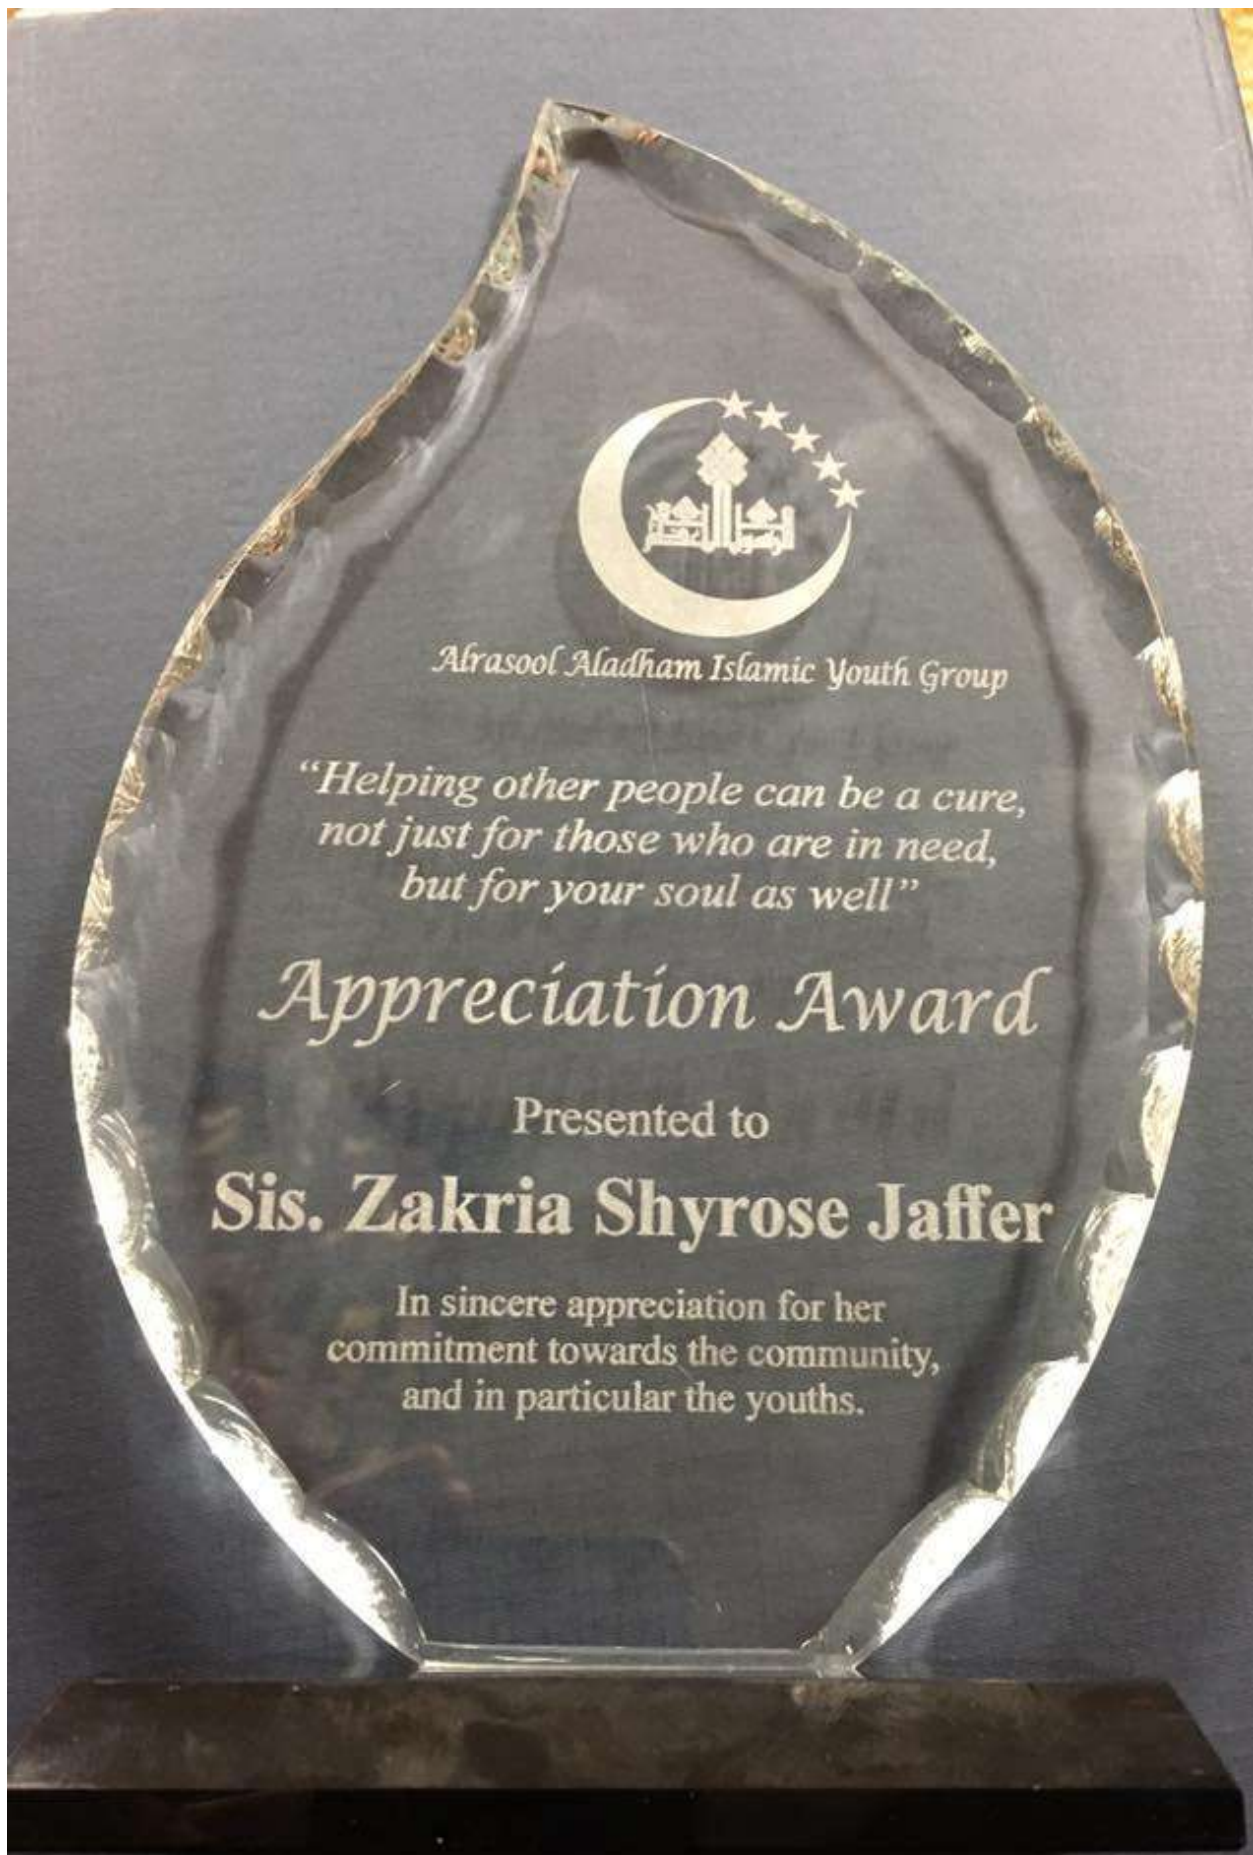 الرسول الاعظم
Alrasool Aladham Islamic Youth Group
“Helping other people can be a cure,
not just for those who are in need,
but for your soul as well”
Appreciation Award
Presented to
Sis. Zakria Shyrose Jaffer
In sincere appreciation for her
commitment towards the community,
and in particular the youths.